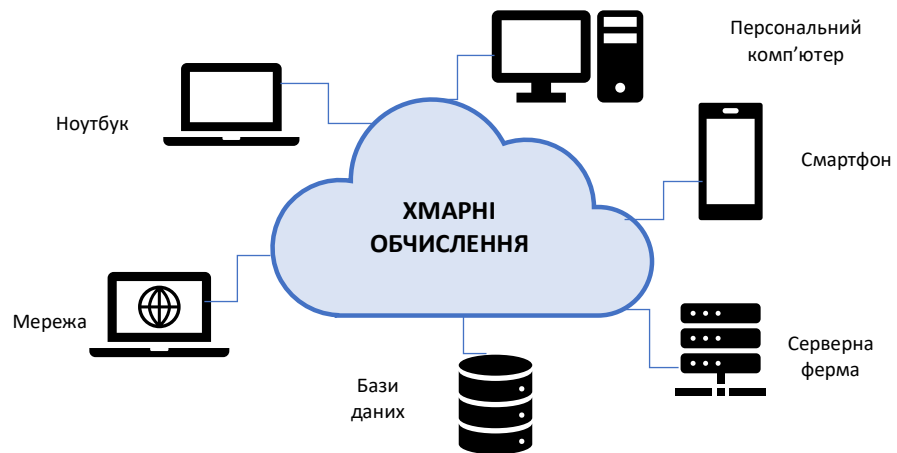 Персональний
комп’ютер
Ноутбук
Смартфон
ХМАРНІ
ОБЧИСЛЕННЯ
Мережа
Серверна
ферма
Бази
даних